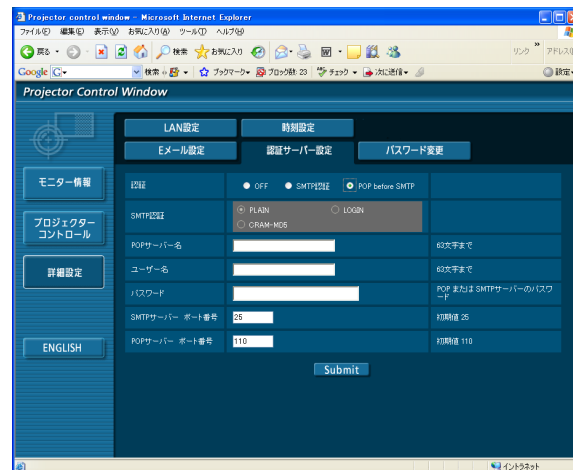 Projector control window - Microsoft Internet Explorer
ファイル(F) 編集(E) 表示(V) お気に入り(A) ツール(T) ヘルプ(H)
戻る 検索 お気に入り リンク アドレス(D)
Google G 検索 ブックマーク ブロック数: 23 チェック 次に送信 設定
Projector Control Window
LAN設定 時刻設定
Eメール設定 認証サーバー設定 パスワード変更
モニター情報
プロジェクター
コントロール
詳細設定
ENGLISH
認証 OFF SMTP認証 POP before SMTP
SMTP認証 PLAIN LOGIN
CRAM-MD5
POPサーバー名 63文字まで
ユーザー名 63文字まで
パスワード POP または SMTPサーバーのパスワ
ード
SMTPサーバー ポート番号 25 初期値 25
POPサーバー ポート番号 110 初期値 110
Submit
イントラネット